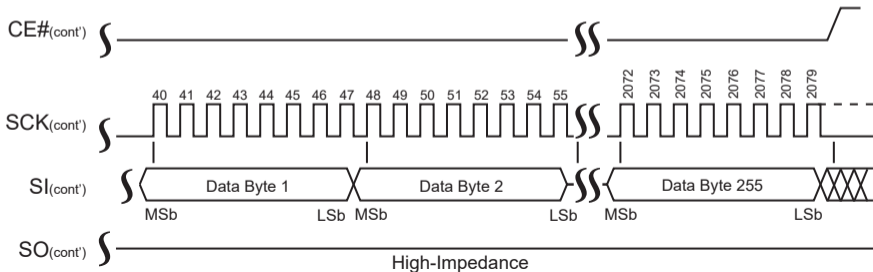 CE#(cont')
40 41 42 43 44 45 46 47 48 49 50 51 52 53 54 55 2072 2073 2074 2075 2076 2077 2078 2079
SCK(cont')
SI(cont') Data Byte 1 Data Byte 2 Data Byte 255
MSb LSb MSb LSb MSb LSb
SO(cont')
High-Impedance